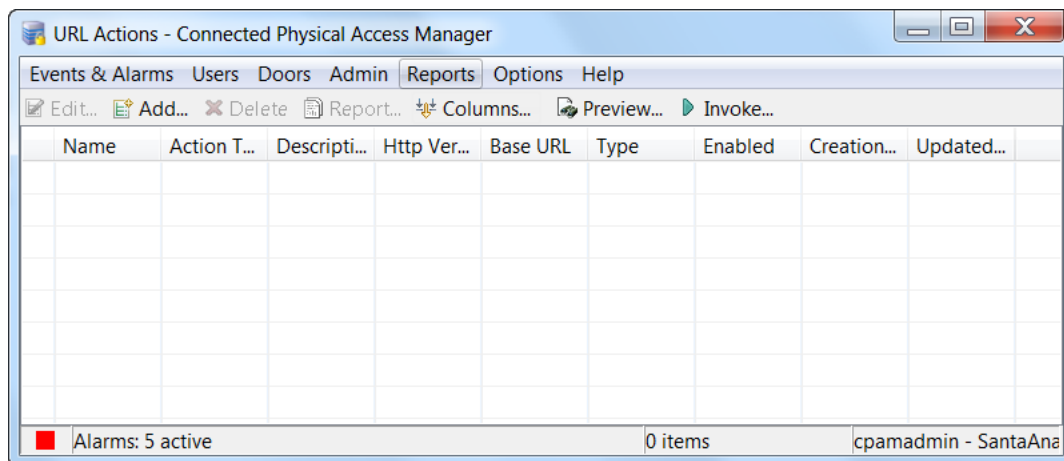 URL Actions - Connected Physical Access Manager
Events & Alarms Users Doors Admin Reports Options Help
Edit... Add... Delete Report... Columns... Preview... Invoke...
Name Action T... Descripti... Http Ver... Base URL Type Enabled Creation... Updated...
Alarms: 5 active 0 items cpamadmin - SantaAna